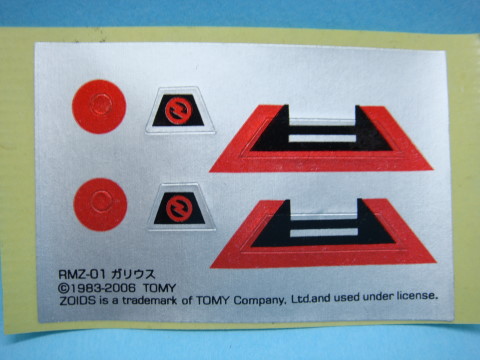 RMZ-01 ガリウス
©1983-2006 TOMY
ZOIDS is a trademark of TOMY Company, Ltd.and used under license.